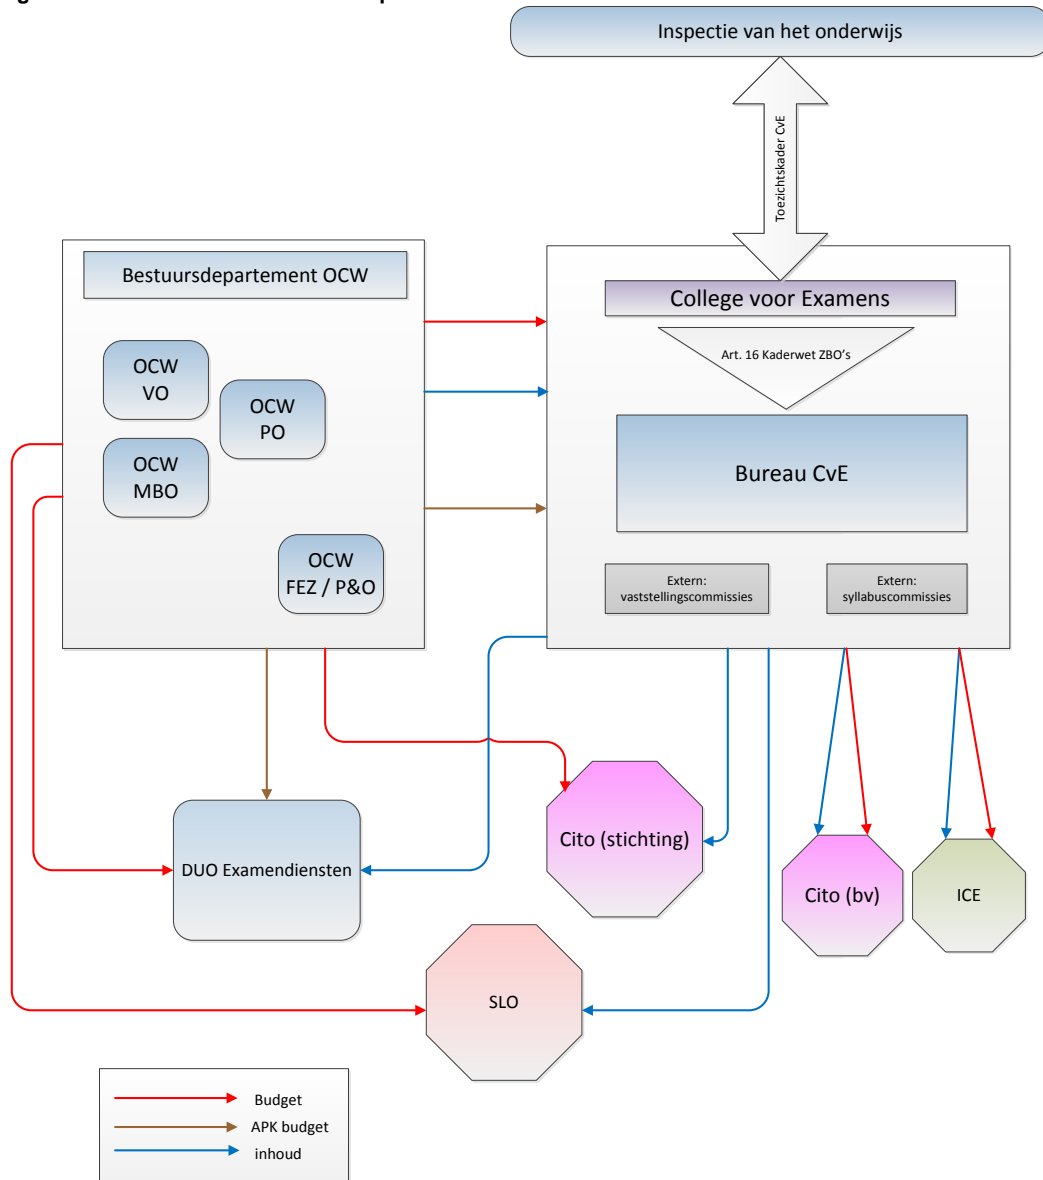 Inspectie van het onderwijs
Toezichtskader CvE
Bestuursdepartement OCW
College voor Examens
Art. 16 Kaderwet ZBO's
OCW
VO
OCW
PO
OCW
MBO
Bureau CvE
OCW
FEZ / P&O
Extern:
vaststellingscommissies
Extern:
syllabuscommissies
Cito (stichting)
DUO Examendiensten
Cito (bv)
ICE
SLO
Budget
APK budget
inhoud